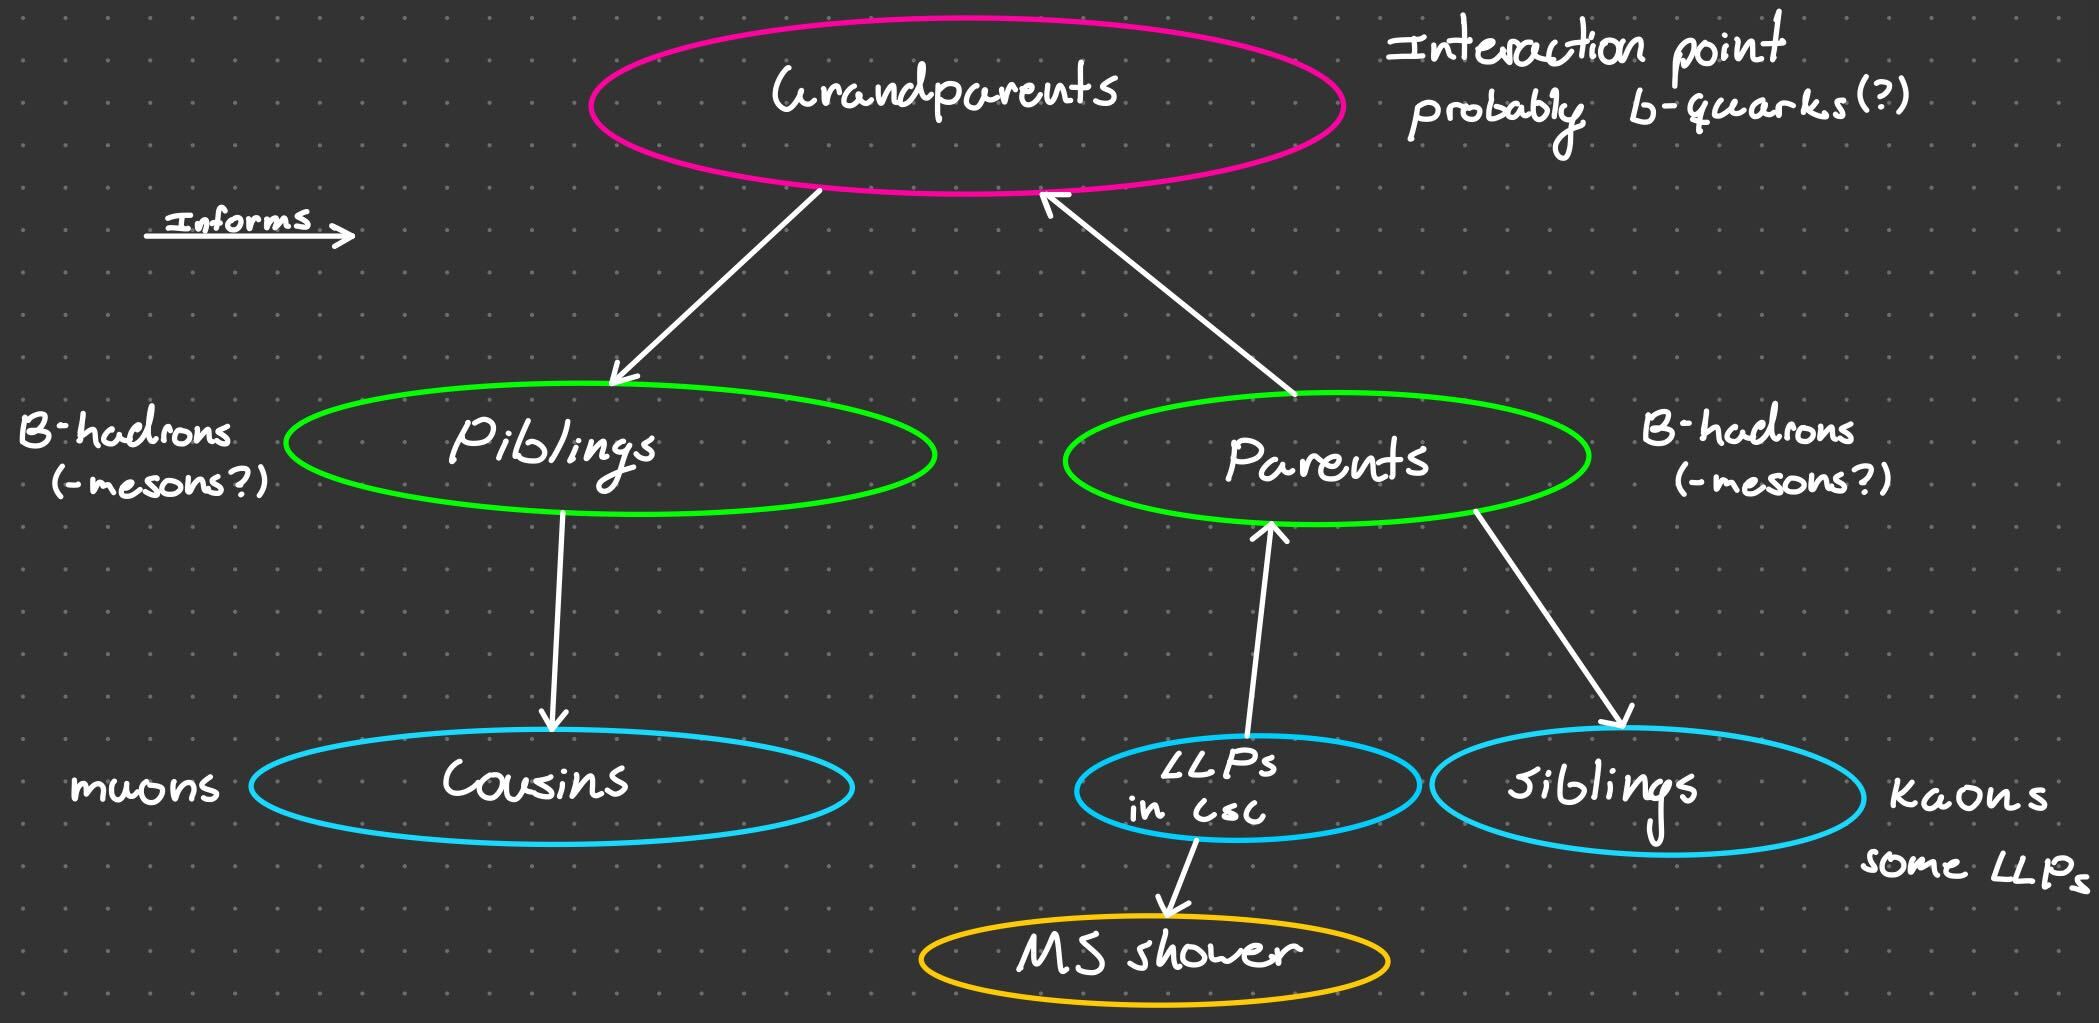 Grandparents
Interaction point
probably b-quarks(?)
Informs
B-hadrons
(-mesons?)
Piblings
Parents
B-hadrons
(-mesons?)
muons
Cousins
LLPs
in csc
Siblings
Kaons
some LLPs
MS shower